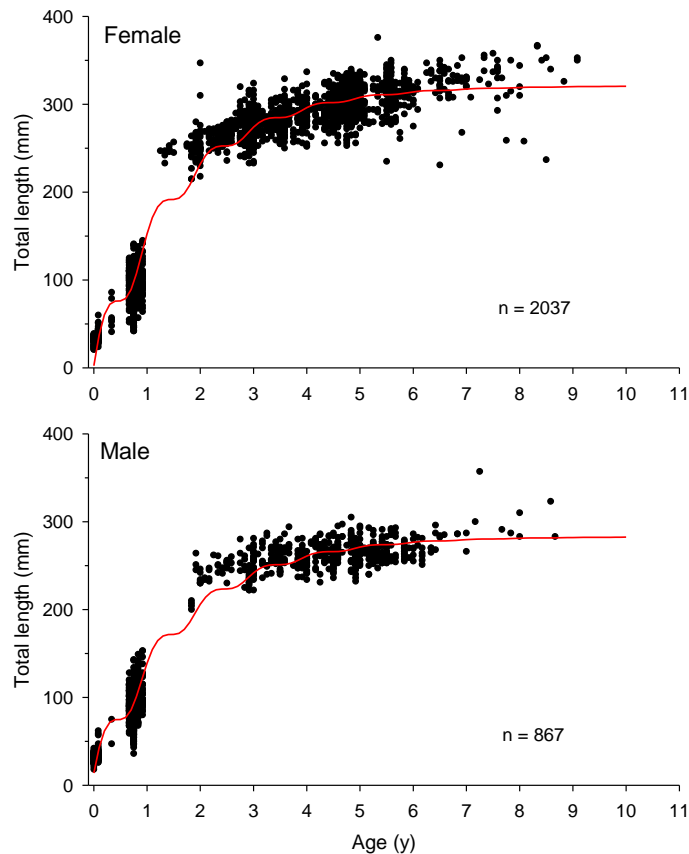 Female
Total length (mm)
400
300
200
100
0
n = 2037
0 1 2 3 4 5 6 7 8 9 10 11
Male
Total length (mm)
400
300
200
100
0
n = 867
0 1 2 3 4 5 6 7 8 9 10 11
Age (y)